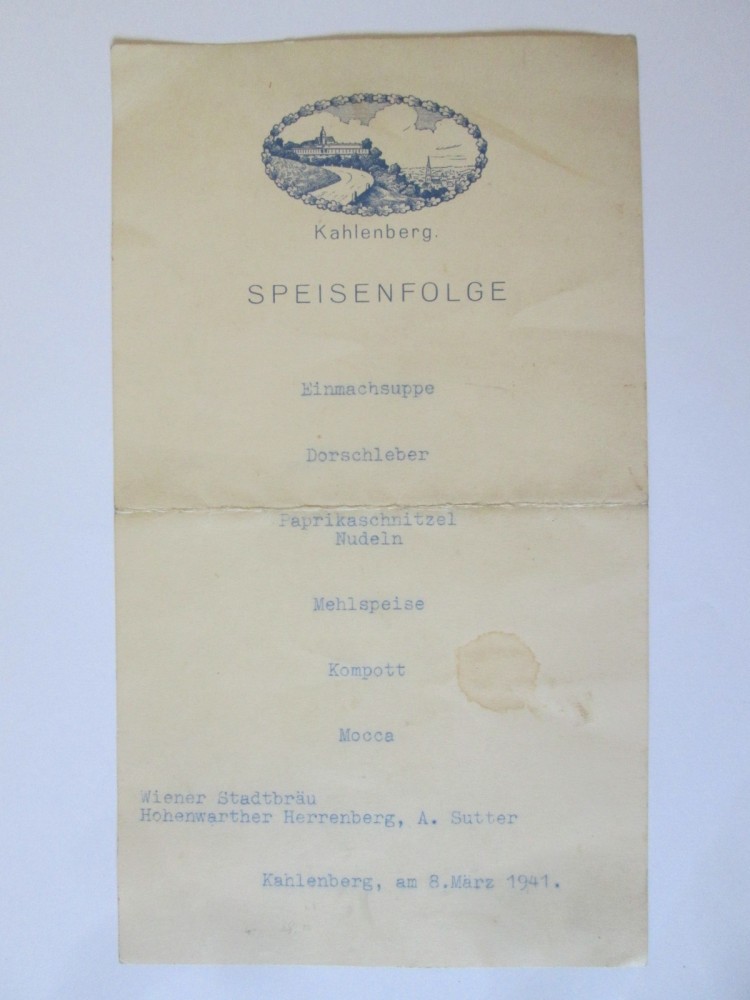 Kahlenberg.
SPEISENFOLGE
Einmachsuppe
Dorschleber
Paprikaschnitzel
Nudeln
Mehlspeise
Kompott
Mocca
Wiener Stadtbräu
Hohenwarther Herrenberg, A. Sutter
Kahlenberg, am 8.März 1941.